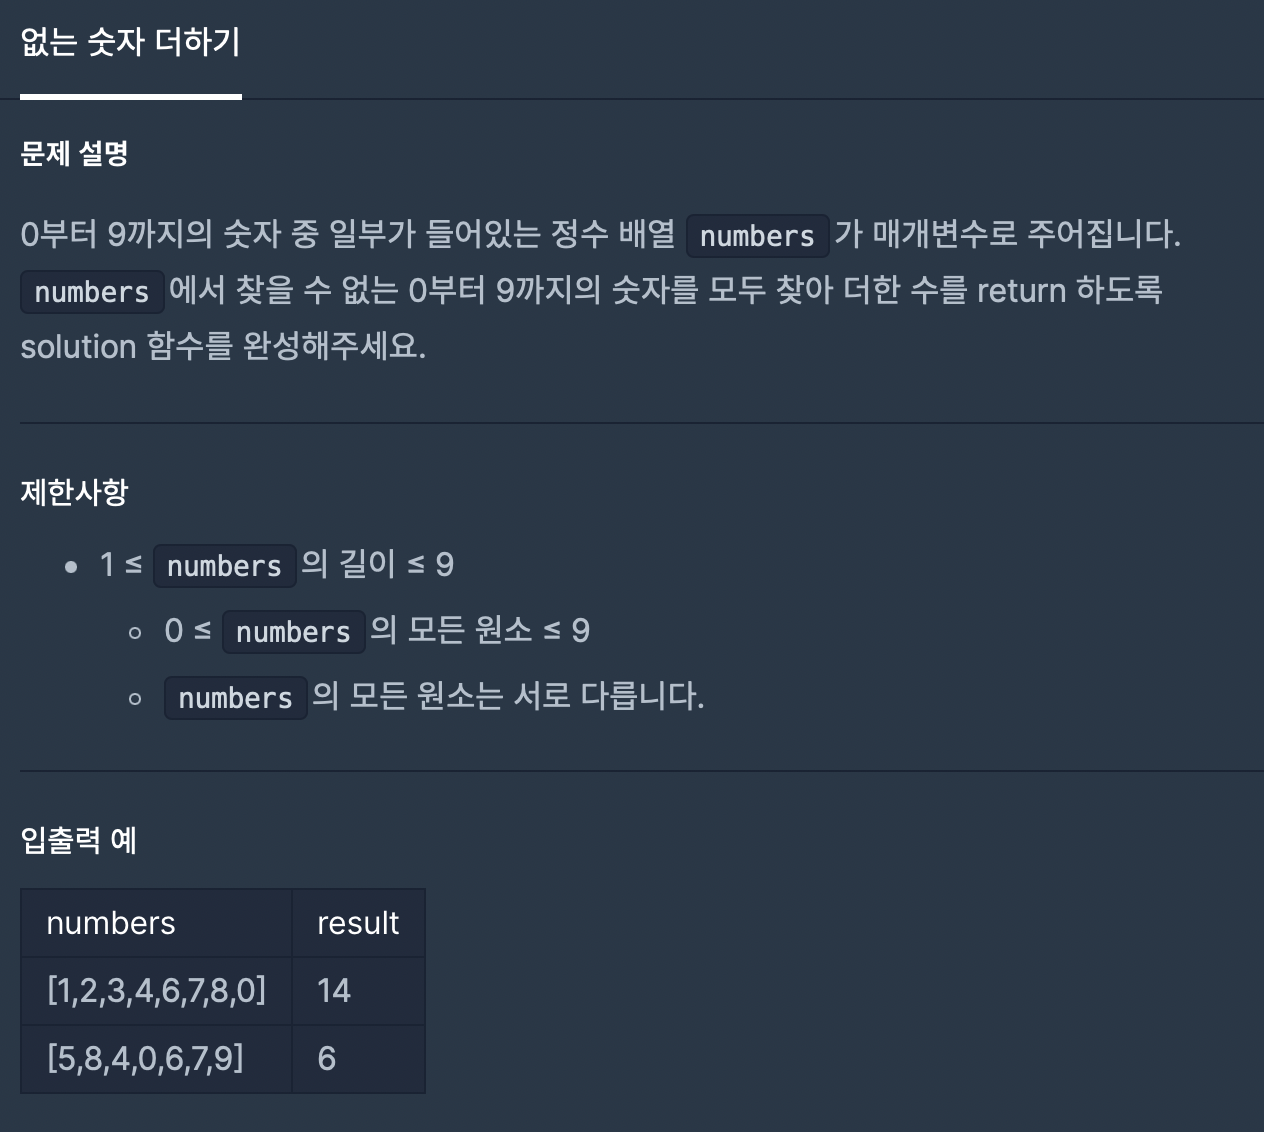 없는 숫자 더하기
문제 설명
0부터 9까지의 숫자 중 일부가 들어있는 정수 배열 numbers 가 매개변수로 주어집니다.
numbers 에서 찾을 수 없는 0부터 9까지의 숫자를 모두 찾아 더한 수를 return 하도록
solution 함수를 완성해주세요.
제한사항
1 ≤ numbers 의 길이 ≤ 9
0 ≤ numbers 의 모든 원소 ≤ 9
numbers 의 모든 원소는 서로 다릅니다.
입출력 예
numbers result
[1,2,3,4,6,7,8,0] 14
[5,8,4,0,6,7,9] 6